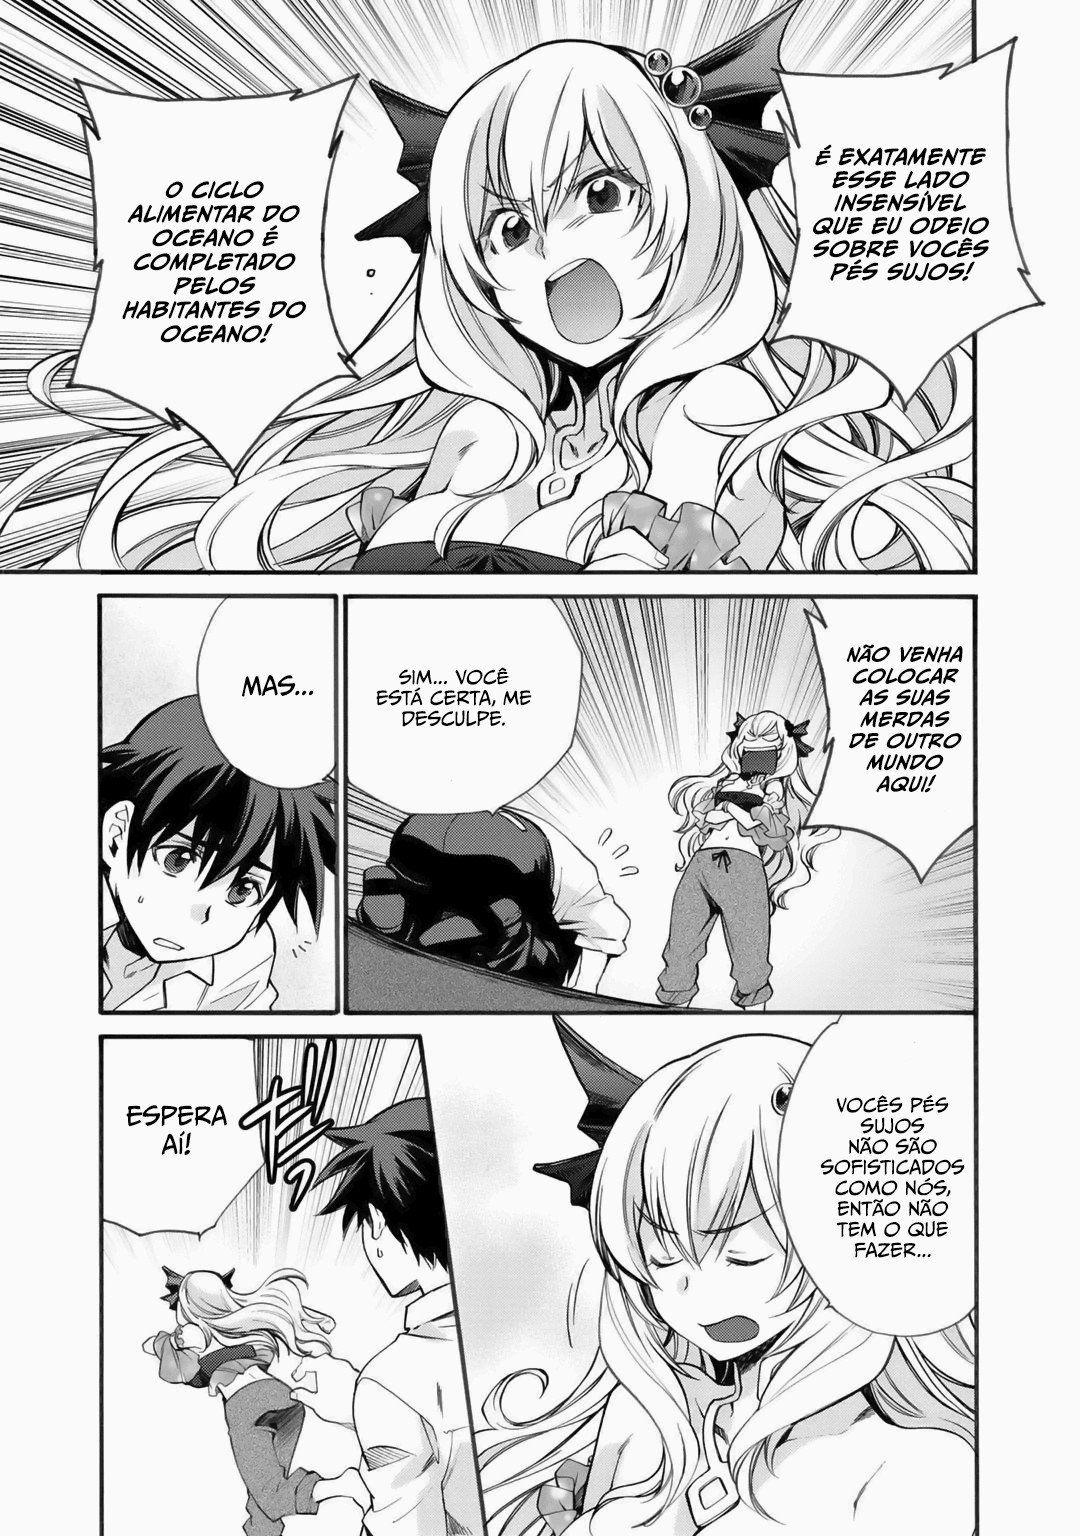 É EXATAMENTE
ESSE LADO
INSENSÍVEL
QUE EU ODEIO
SOBRE VOCÊS
PÉS SUJOS!
O CICLO
ALIMENTAR DO
OCEANO É
COMPLETADO
PELOS
HABITANTES DO
OCEANO!
NÃO VENHA
COLOCAR
AS SUAS
MERDAS
DE OUTRO
MUNDO
AQUI!
SIM... VOCÊ
ESTÁ CERTA, ME
DESCULPE.
MAS...
VOCÊS PÉS
SUJOS
NÃO SÃO
SOFISTICADOS
COMO NÓS,
ENTÃO NÃO
TEM O QUE
FAZER...
ESPERA
AÍ!